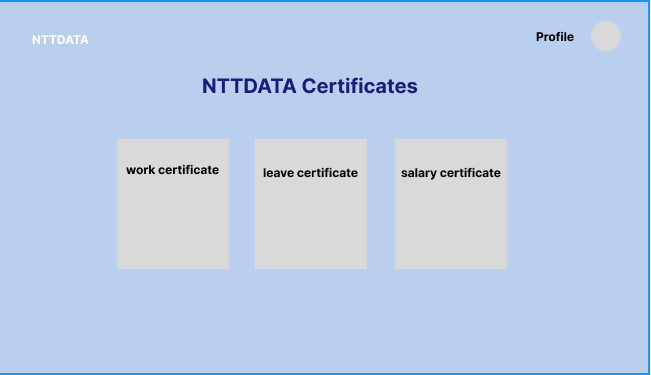 NTTDATA
Profile
NTTDATA Certificates
work certificate
leave certificate
salary certificate